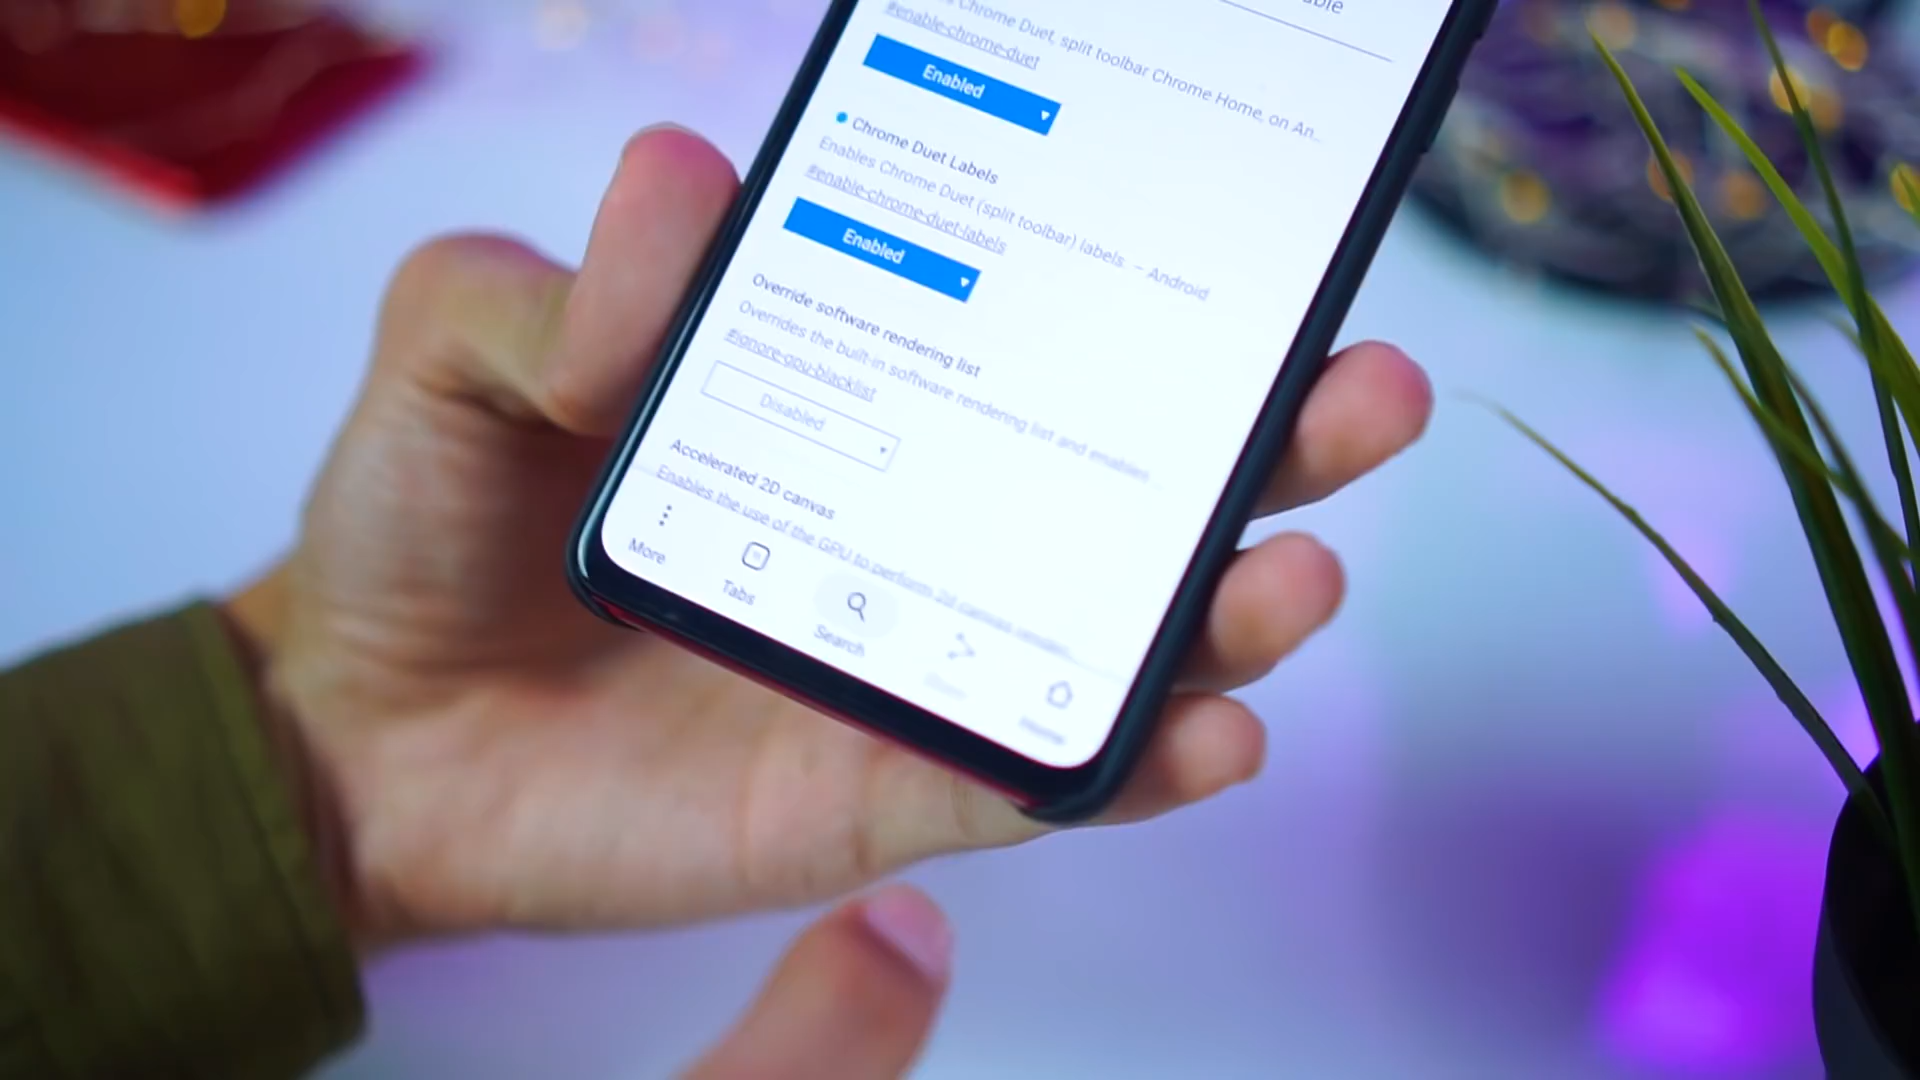 Chrome Duet, split toolbar Chrome Home, on An...
#enable-chrome-duet
Enabled
Chrome Duet Labels
Enables Chrome Duet (split toolbar) labels. – Android
#enable-chrome-duet-labels
Enabled
Override software rendering list
Overrides the built-in software rendering list and enables
#ignore-gpu-blacklist
Disabled
Accelerated 2D canvas
Enables the use of the GPU to perform 2d canvas
More
Tabs
Search
Home